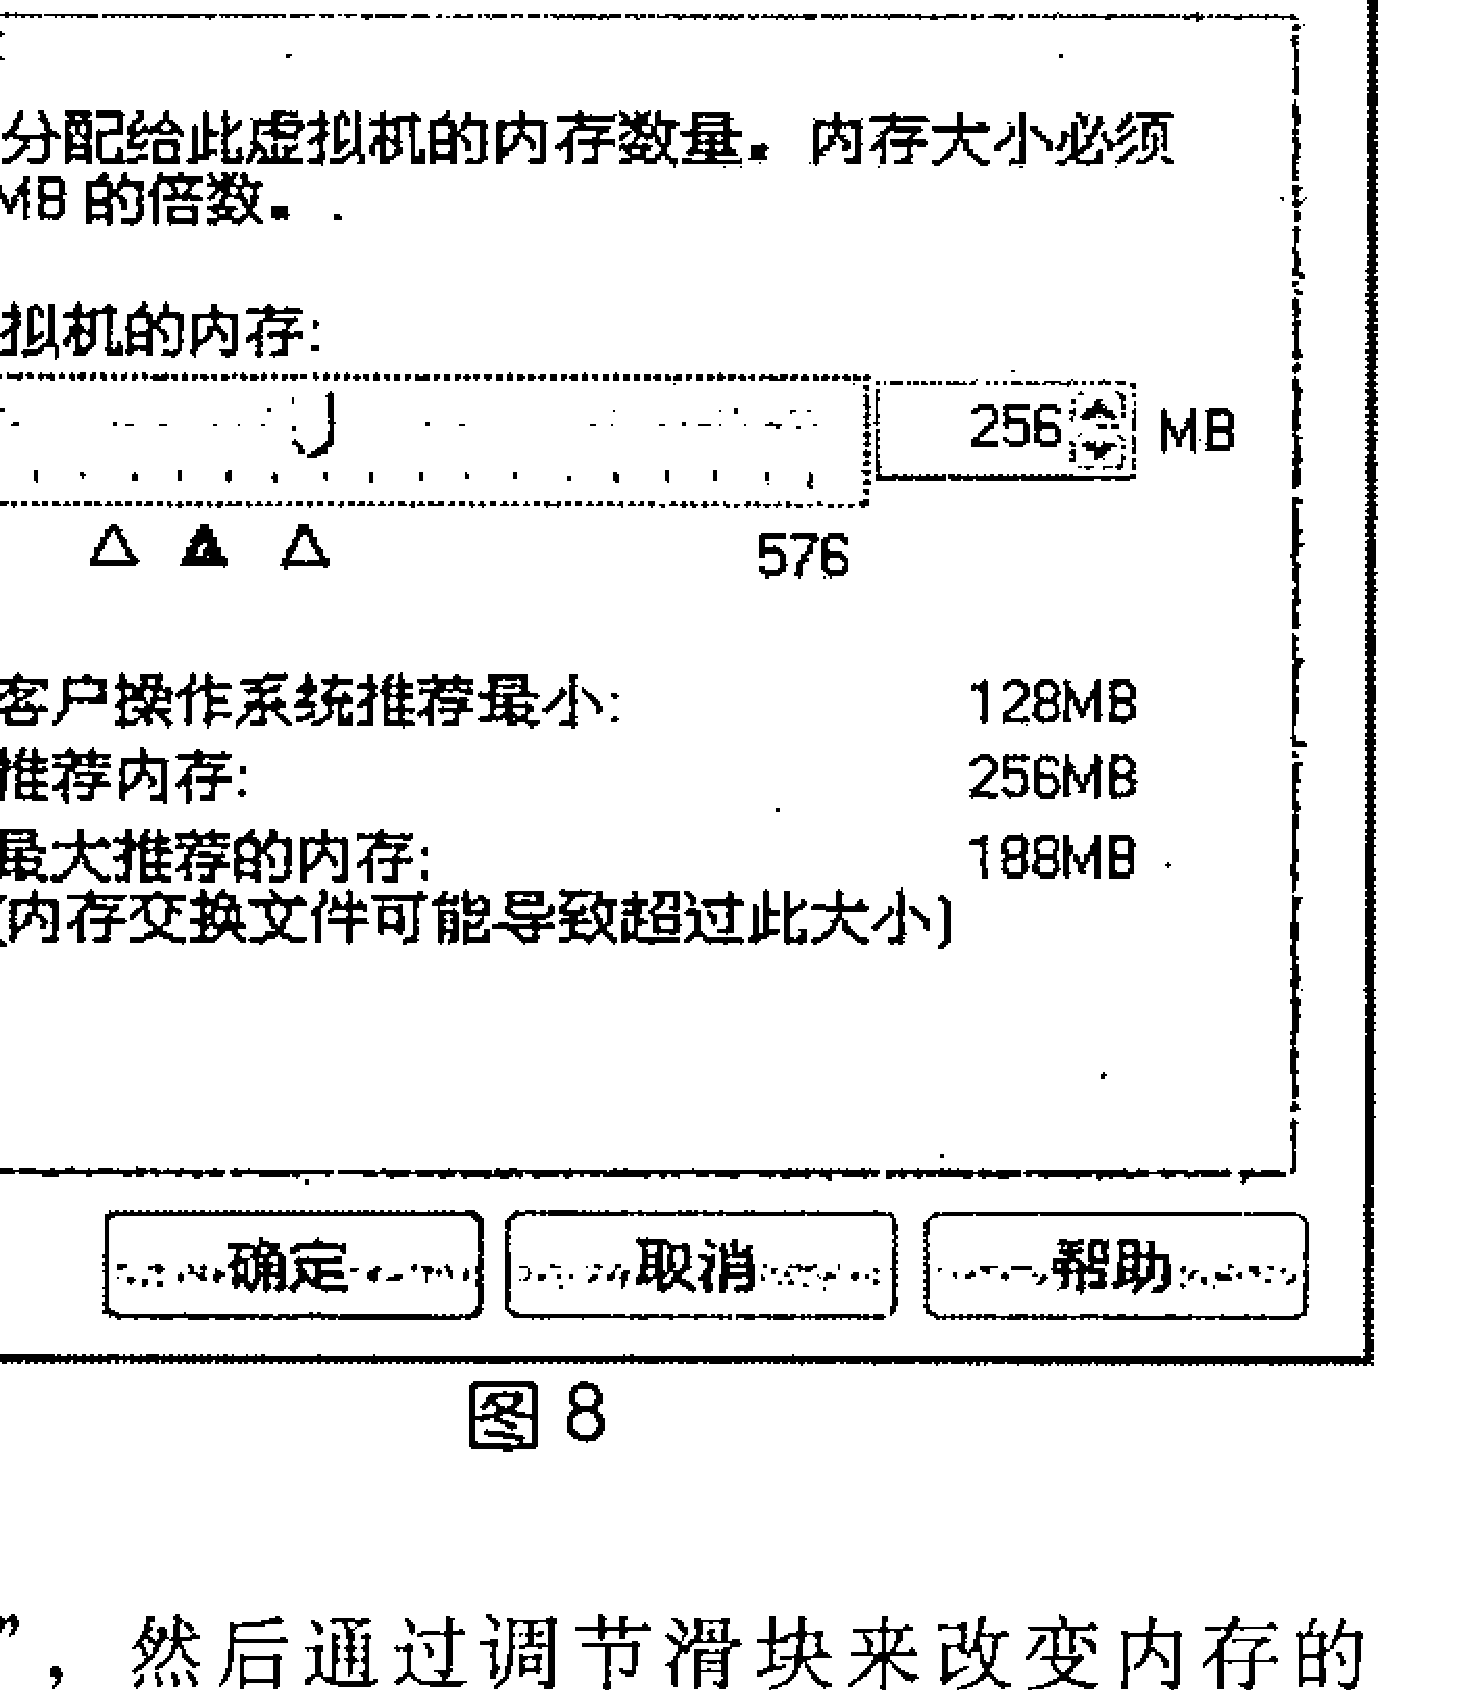 分配给此虚拟机的内存数量。内存大小必须
MB 的倍数。
拟机的内存:
256 MB
576
客户操作系统推荐最小: 128MB
推荐内存: 256MB
最大推荐的内存: 188MB
(内存交换文件可能导致超过此大小)
确定 取消 帮助
图 8
”，然后通过调节滑块来改变内存的